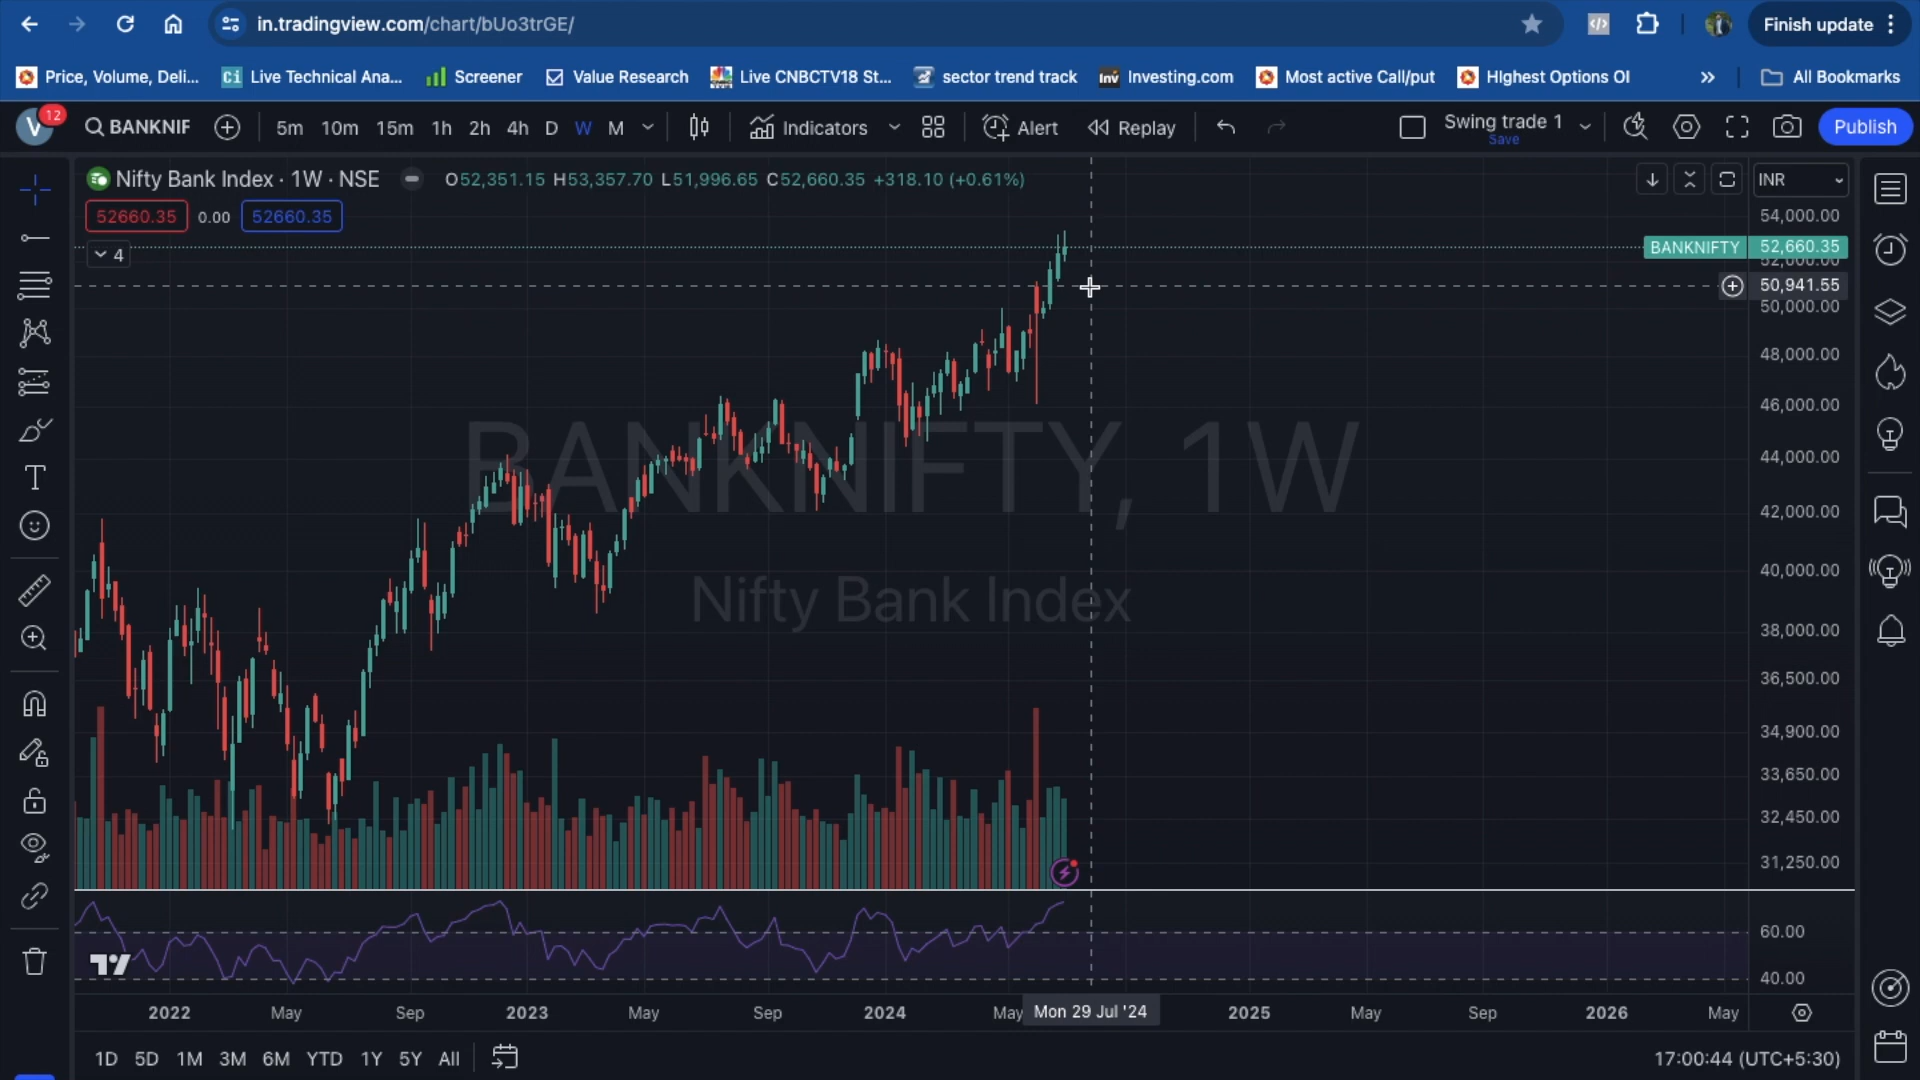 in.tradingview.com/chart/bUo3trGE/
Finish update
Price, Volume, Deli...
Live Technical Ana...
Screener
Value Research
Live CNBCTV18 St...
sector trend track
Inv Investing.com
Most active Call/put
HIghest Options OI
All Bookmarks
V 12
BANKNIF
5m 10m 15m 1h 2h 4h D W M
Indicators
Alert
Replay
Swing trade 1
Save
Publish
Nifty Bank Index · 1W · NSE
O52,351.15 H53,357.70 L51,996.65 C52,660.35 +318.10 (+0.61%)
INR
52660.35 0.00 52660.35
4
54,000.00
BANKNIFTY 52,660.35
52,000.00
50,941.55
50,000.00
48,000.00
46,000.00
44,000.00
42,000.00
40,000.00
38,000.00
36,500.00
34,900.00
33,650.00
32,450.00
31,250.00
BANKNIFTY, 1W
Nifty Bank Index
60.00
40.00
2022 May Sep 2023 May Sep 2024 May Mon 29 Jul '24 2025 May Sep 2026 May
1D 5D 1M 3M 6M YTD 1Y 5Y All
17:00:44 (UTC+5:30)